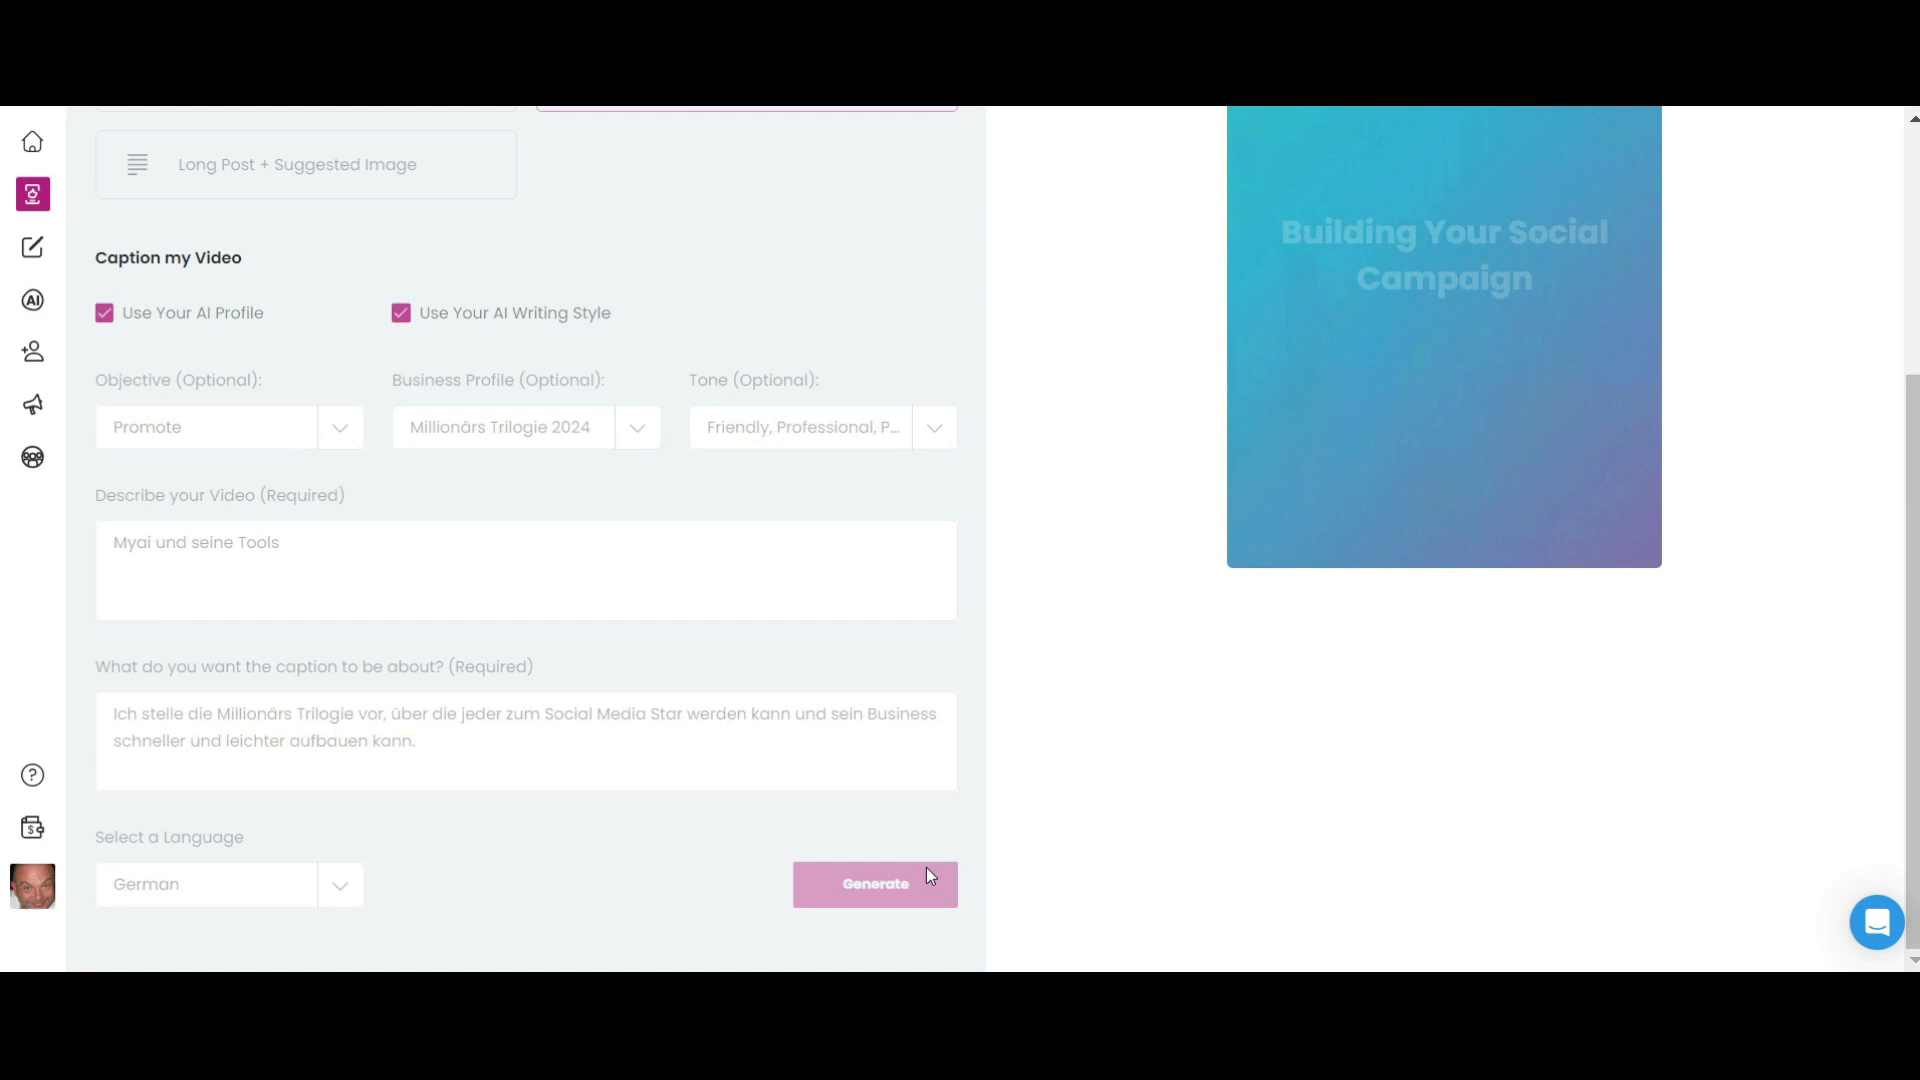 Long Post + Suggested Image
Building Your Social
Campaign
Caption my Video
Use Your AI Profile
Use Your AI Writing Style
Objective (Optional):
Business Profile (Optional):
Tone (Optional):
Promote
Millionärs Trilogie 2024
Friendly, Professional, P...
Describe your Video (Required)
Myai und seine Tools
What do you want the caption to be about? (Required)
Ich stelle die Millionärs Trilogie vor, über die jeder zum Social Media Star werden kann und sein Business
schneller und leichter aufbauen kann.
Select a Language
German
Generate
AI